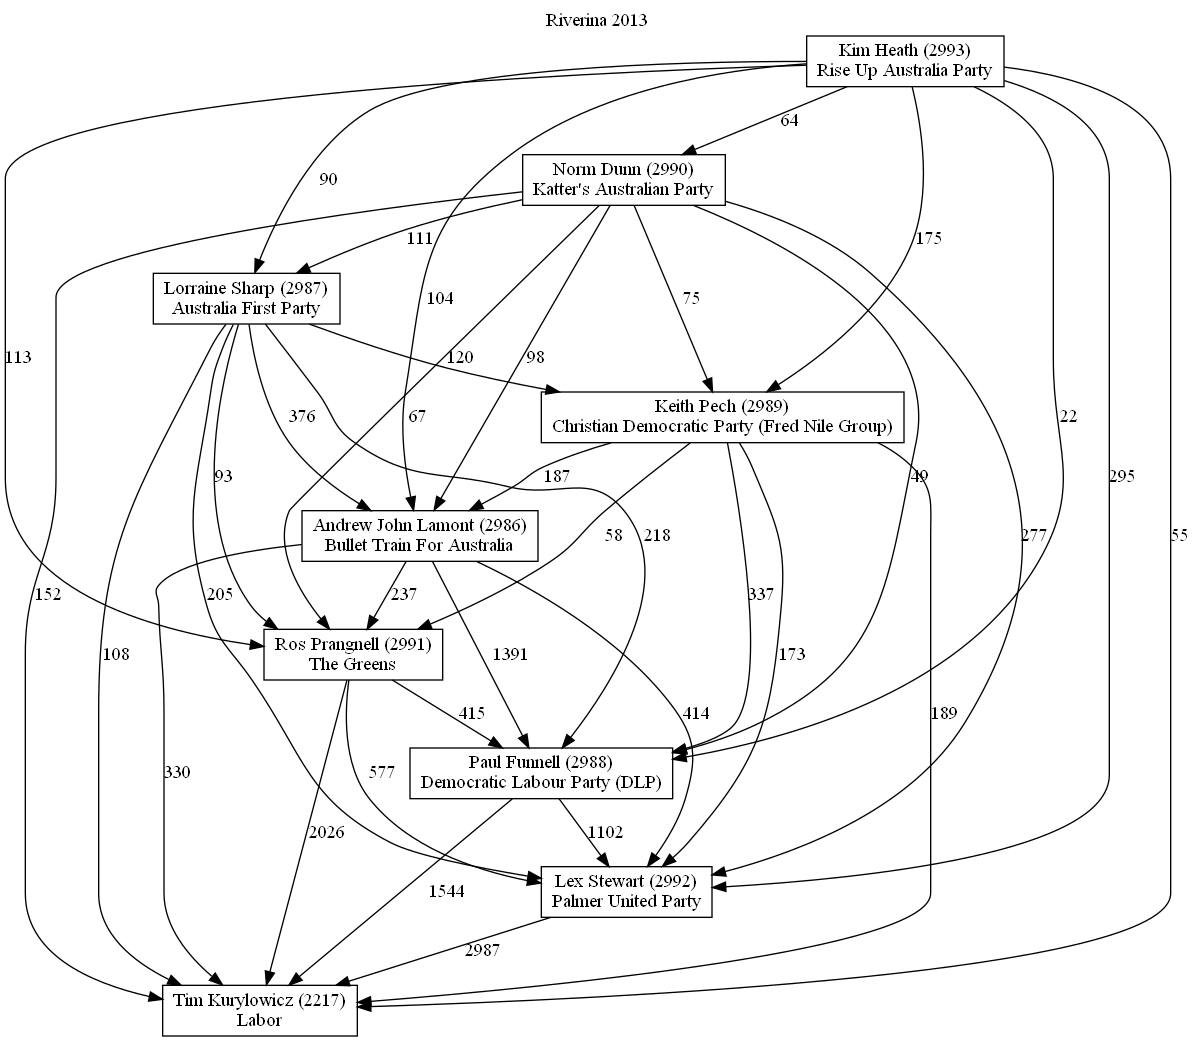 Riverina 2013
Kim Heath (2993)
Rise Up Australia Party
64
Norm Dunn (2990)
Katter's Australian Party
90
111
175
Lorraine Sharp (2987)
Australia First Party
104
75
113
120
98
Keith Pech (2989)
Christian Democratic Party (Fred Nile Group)
376
67
22
93
187
49
295
Andrew John Lamont (2986)
Bullet Train For Australia
58
218
277
55
152
205
237
337
Ros Prangnell (2991)
The Greens
108
1391
173
415
414
189
Paul Funnell (2988)
Democratic Labour Party (DLP)
330
577
2026
1102
Lex Stewart (2992)
Palmer United Party
1544
2987
Tim Kurylowicz (2217)
Labor